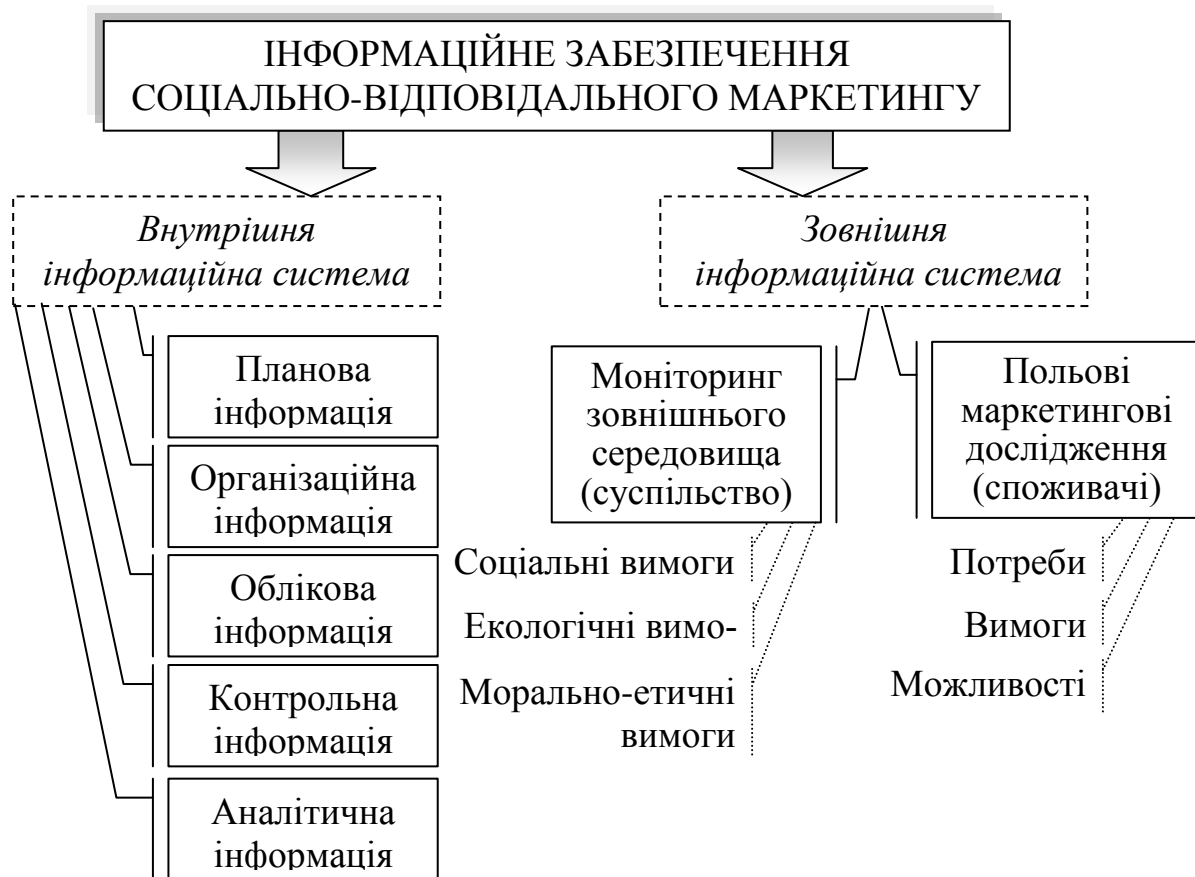 ІНФОРМАЦІЙНЕ ЗАБЕЗПЕЧЕННЯ
СОЦІАЛЬНО-ВІДПОВІДАЛЬНОГО МАРКЕТИНГУ
Внутрішня
інформаційна система
Планова
інформація
Організаційна
інформація
Облікова
інформація
Контрольна
інформація
Аналітична
інформація
Зовнішня
інформаційна система
Моніторинг
зовнішнього
середовища
(суспільство)
Соціальні вимоги
Екологічні вимо-
Морально-етичні
вимоги
Польові
маркетингові
дослідження
(споживачі)
Потреби
Вимоги
Можливості